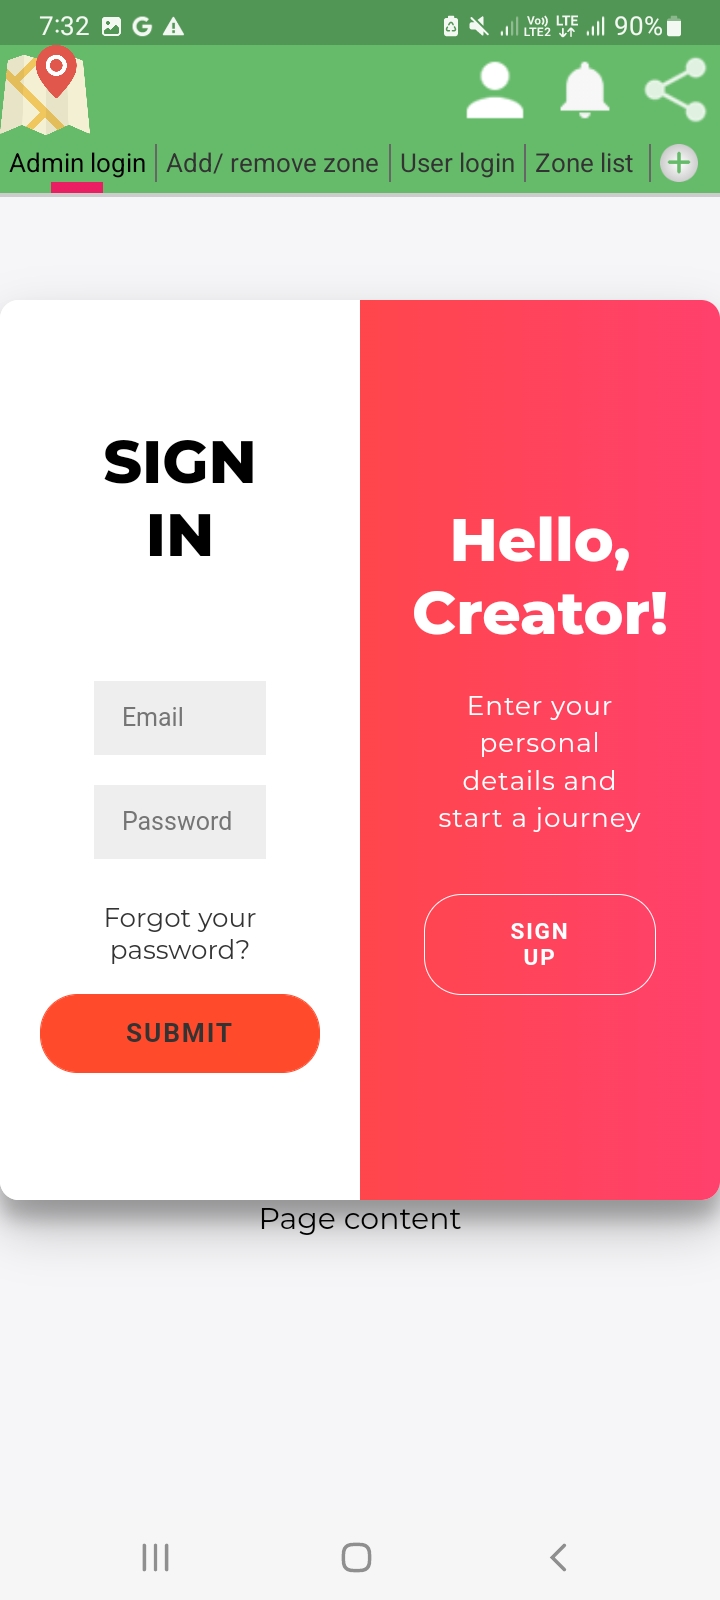 7:32 G Vo)) LTE2 LTE 90%
Admin login Add/ remove zone User login Zone list
SIGN
IN
Email
Password
Forgot your
password?
SUBMIT
Hello,
Creator!
Enter your
personal
details and
start a journey
SIGN
UP
Page content